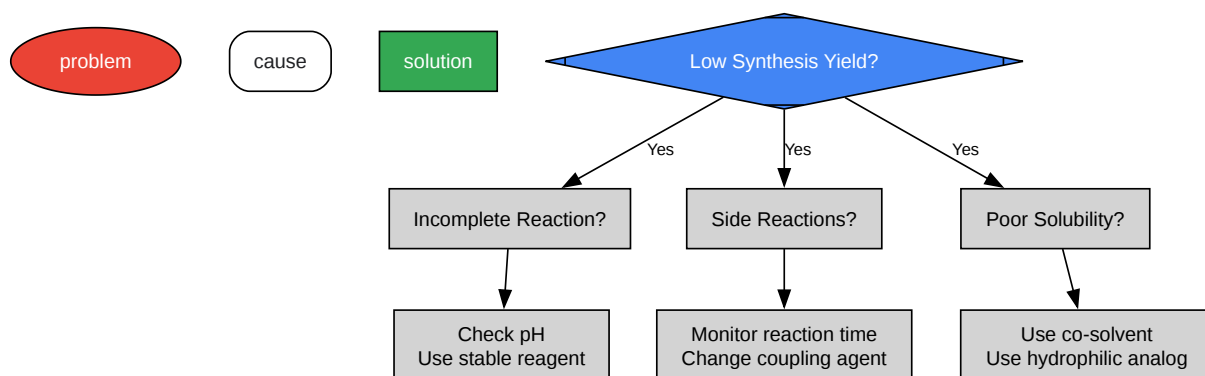 problem
cause
solution
Low Synthesis Yield?
Yes
Yes
Yes
Incomplete Reaction?
Side Reactions?
Poor Solubility?
Check pH
Use stable reagent
Monitor reaction time
Change coupling agent
Use co-solvent
Use hydrophilic analog